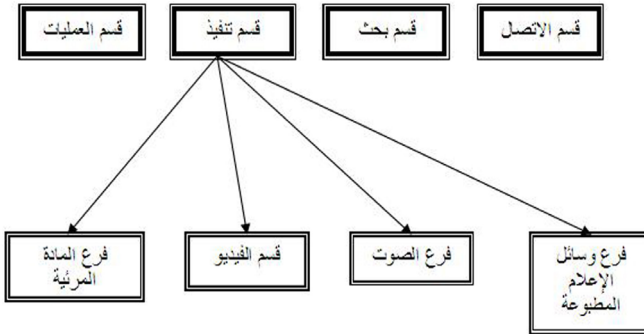 قسم الاتصال
قسم بحث
قسم تنفيذ
قسم العمليات
فرع وسائل
الإعلام
المطبوعة
فرع الصوت
قسم الفيديو
فرع المادة
المرئية